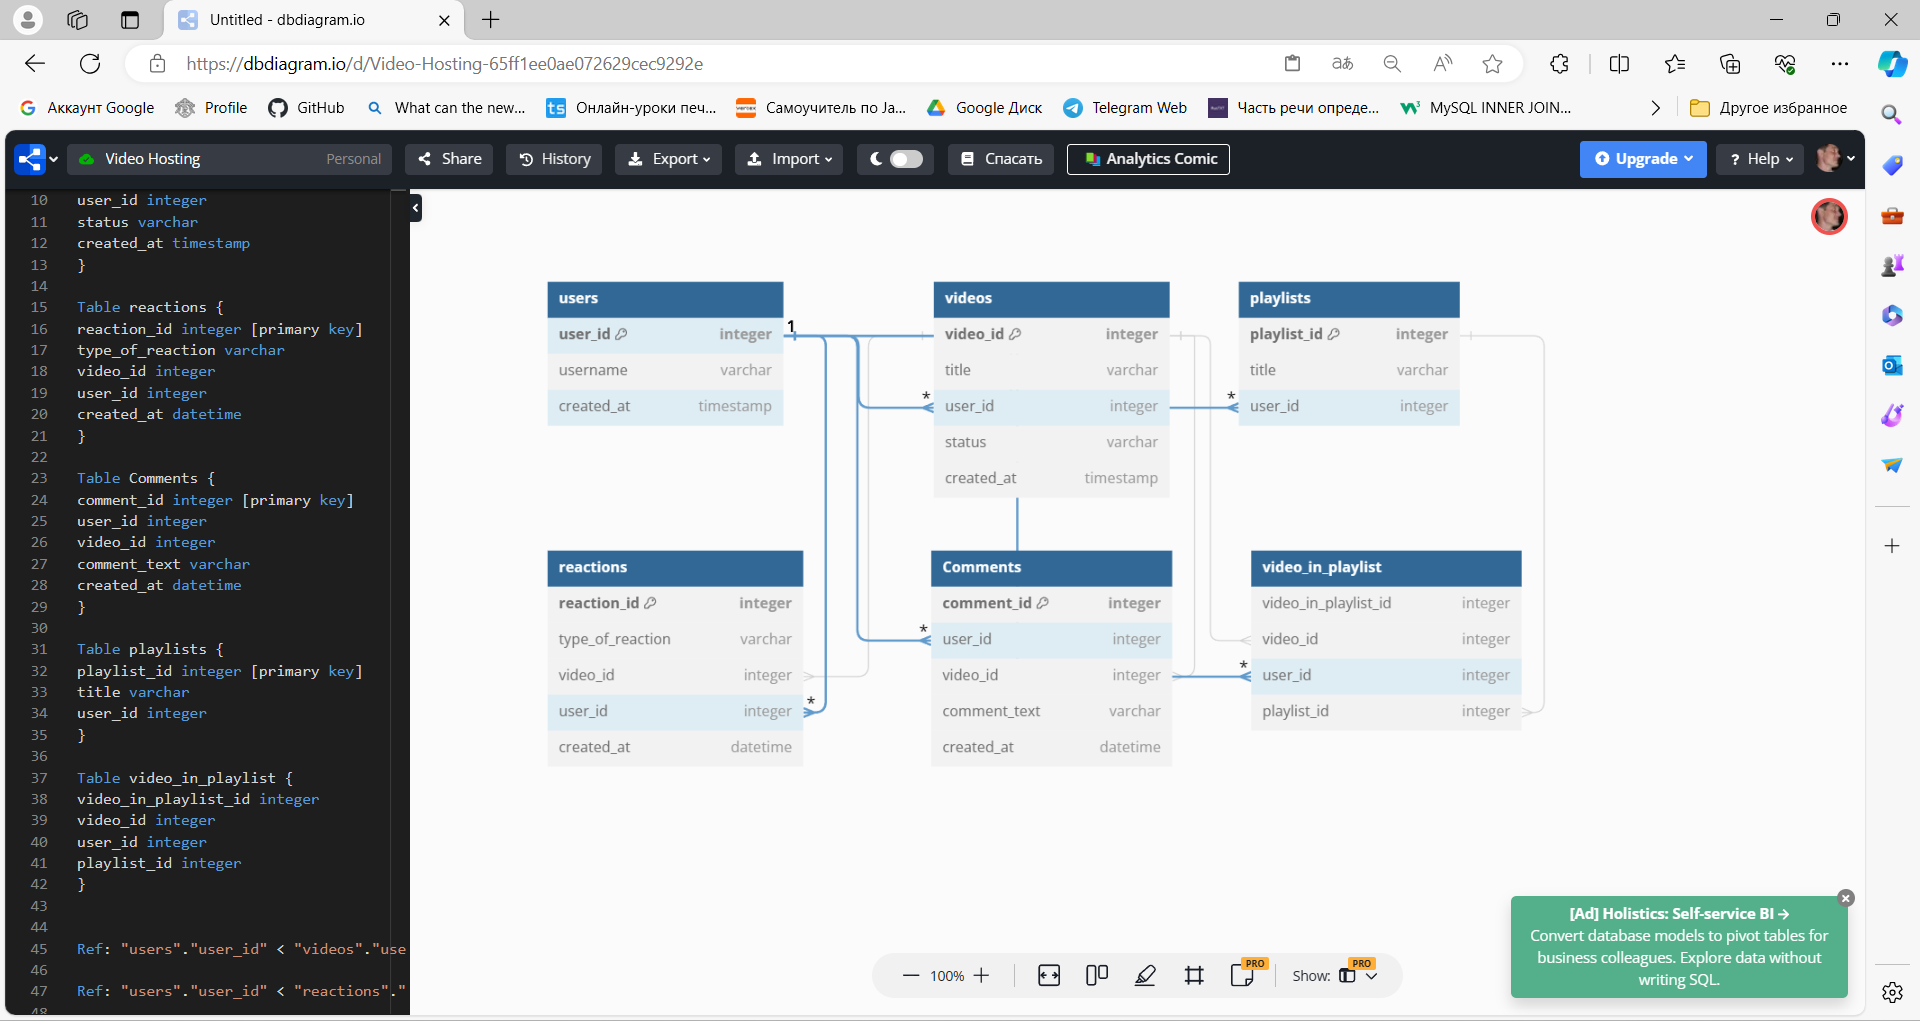 Untitled - dbdiagram.io
https://dbdiagram.io/d/Video-Hosting-65ff1ee0ae072629cec9292e
Аккаунт Google
Profile
GitHub
What can the new...
Онлайн-уроки печ...
Самоучитель по Ja...
Google Диск
Telegram Web
Часть речи опреде...
MySQL INNER JOIN...
Другое избранное
Video Hosting
Personal
Share
History
Export
Import
Спасать
Analytics Comic
Upgrade
? Help
10 user_id integer
11 status varchar
12 created_at timestamp
13 }
14
15 Table reactions {
16 reaction_id integer [primary key]
17 type_of_reaction varchar
18 video_id integer
19 user_id integer
20 created_at datetime
21 }
22
23 Table Comments {
24 comment_id integer [primary key]
25 user_id integer
26 video_id integer
27 comment_text varchar
28 created_at datetime
29 }
30
31 Table playlists {
32 playlist_id integer [primary key]
33 title varchar
34 user_id integer
35 }
36
37 Table video_in_playlist {
38 video_in_playlist_id integer
39 video_id integer
40 user_id integer
41 playlist_id integer
42 }
43
44
45 Ref: "users"."user_id" < "videos"."use
46
47 Ref: "users"."user_id" < "reactions"."
48
users
user_id integer
username varchar
created_at timestamp
1
videos
video_id integer
title varchar
* user_id integer
status varchar
created_at timestamp
playlists
playlist_id integer
title varchar
* user_id integer
reactions
reaction_id integer
type_of_reaction varchar
video_id integer
user_id integer *
created_at datetime
Comments
comment_id integer
* user_id integer
video_id integer
comment_text varchar
created_at datetime
video_in_playlist
video_in_playlist_id integer
video_id integer
* user_id integer
playlist_id integer
100%
PRO
Show:
PRO
[Ad] Holistics: Self-service BI →
Convert database models to pivot tables for
business colleagues. Explore data without
writing SQL.